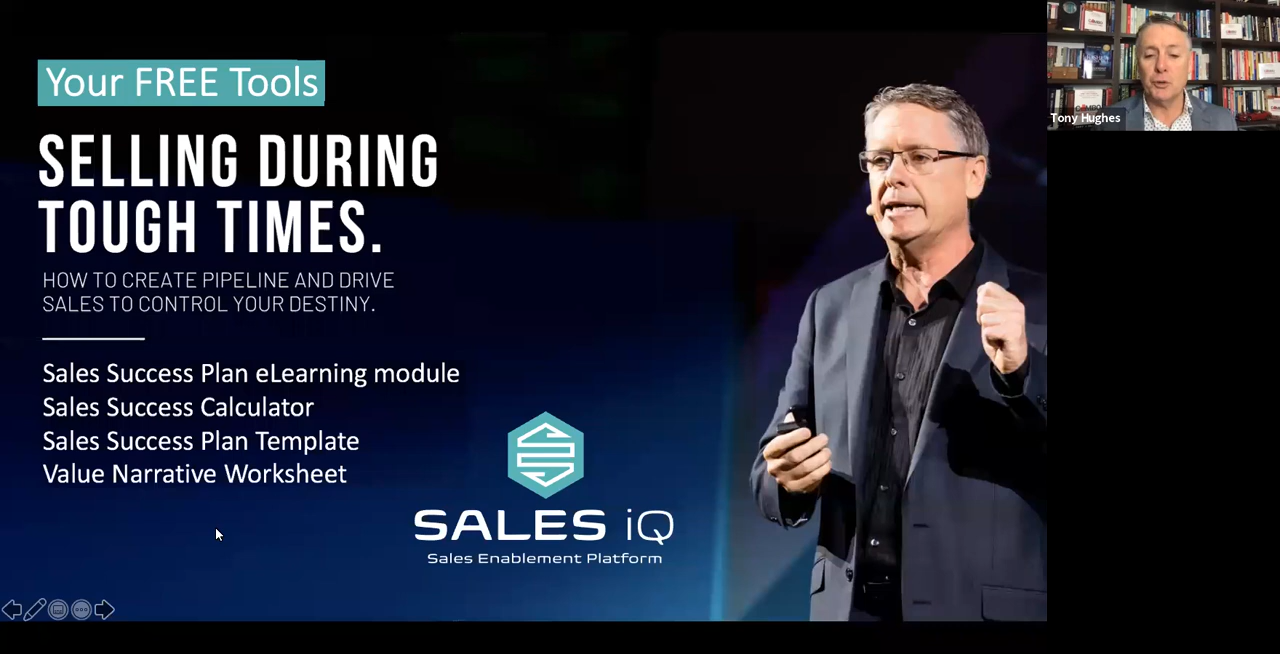 Your FREE Tools
SELLING DURING
TOUGH TIMES.
HOW TO CREATE PIPELINE AND DRIVE
SALES TO CONTROL YOUR DESTINY.
Sales Success Plan eLearning module
Sales Success Calculator
Sales Success Plan Template
Value Narrative Worksheet
SALES iQ
Sales Enablement Platform
Tony Hughes
COMBO